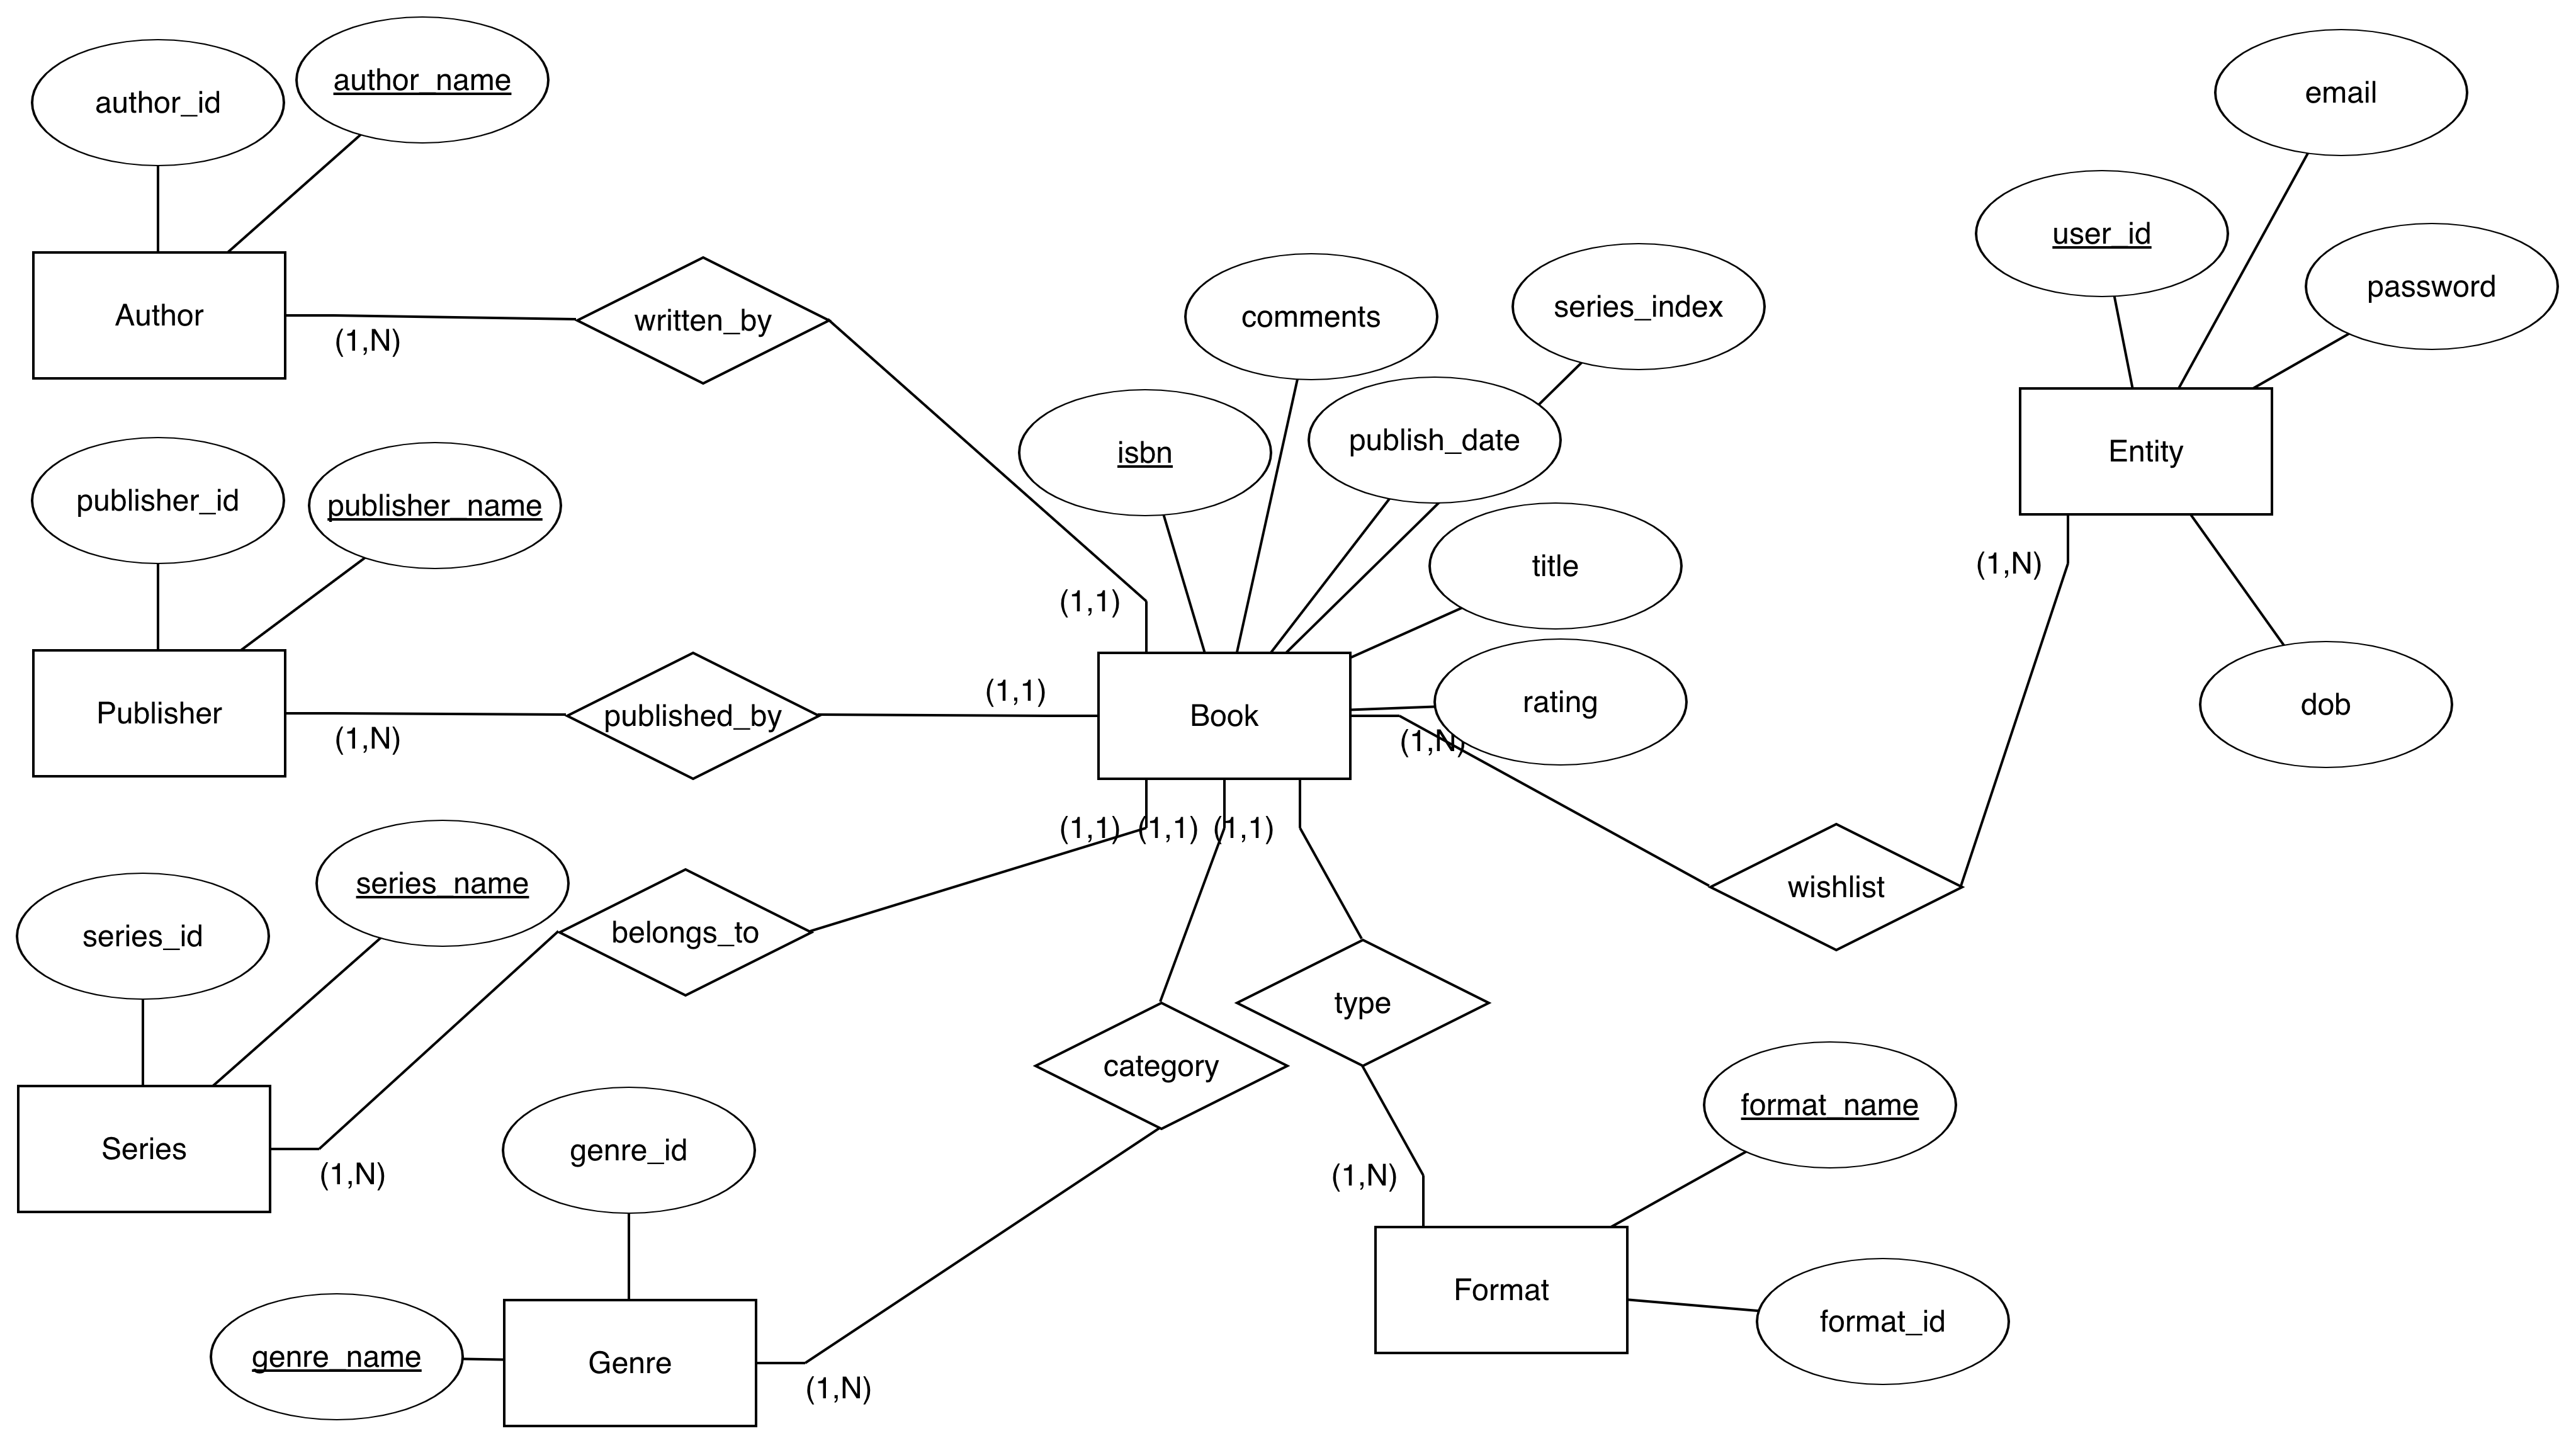 author_id
author_name
Author
(1,N)
written_by
(1,1)
publisher_id
publisher_name
Publisher
(1,N)
published_by
(1,1)
isbn
comments
publish_date
series_index
title
rating
Book
(1,N)
(1,1)
(1,1)
(1,1)
email
user_id
password
Entity
(1,N)
dob
wishlist
series_id
series_name
belongs_to
Series
(1,N)
category
type
genre_id
genre_name
Genre
(1,N)
(1,N)
format_name
Format
format_id